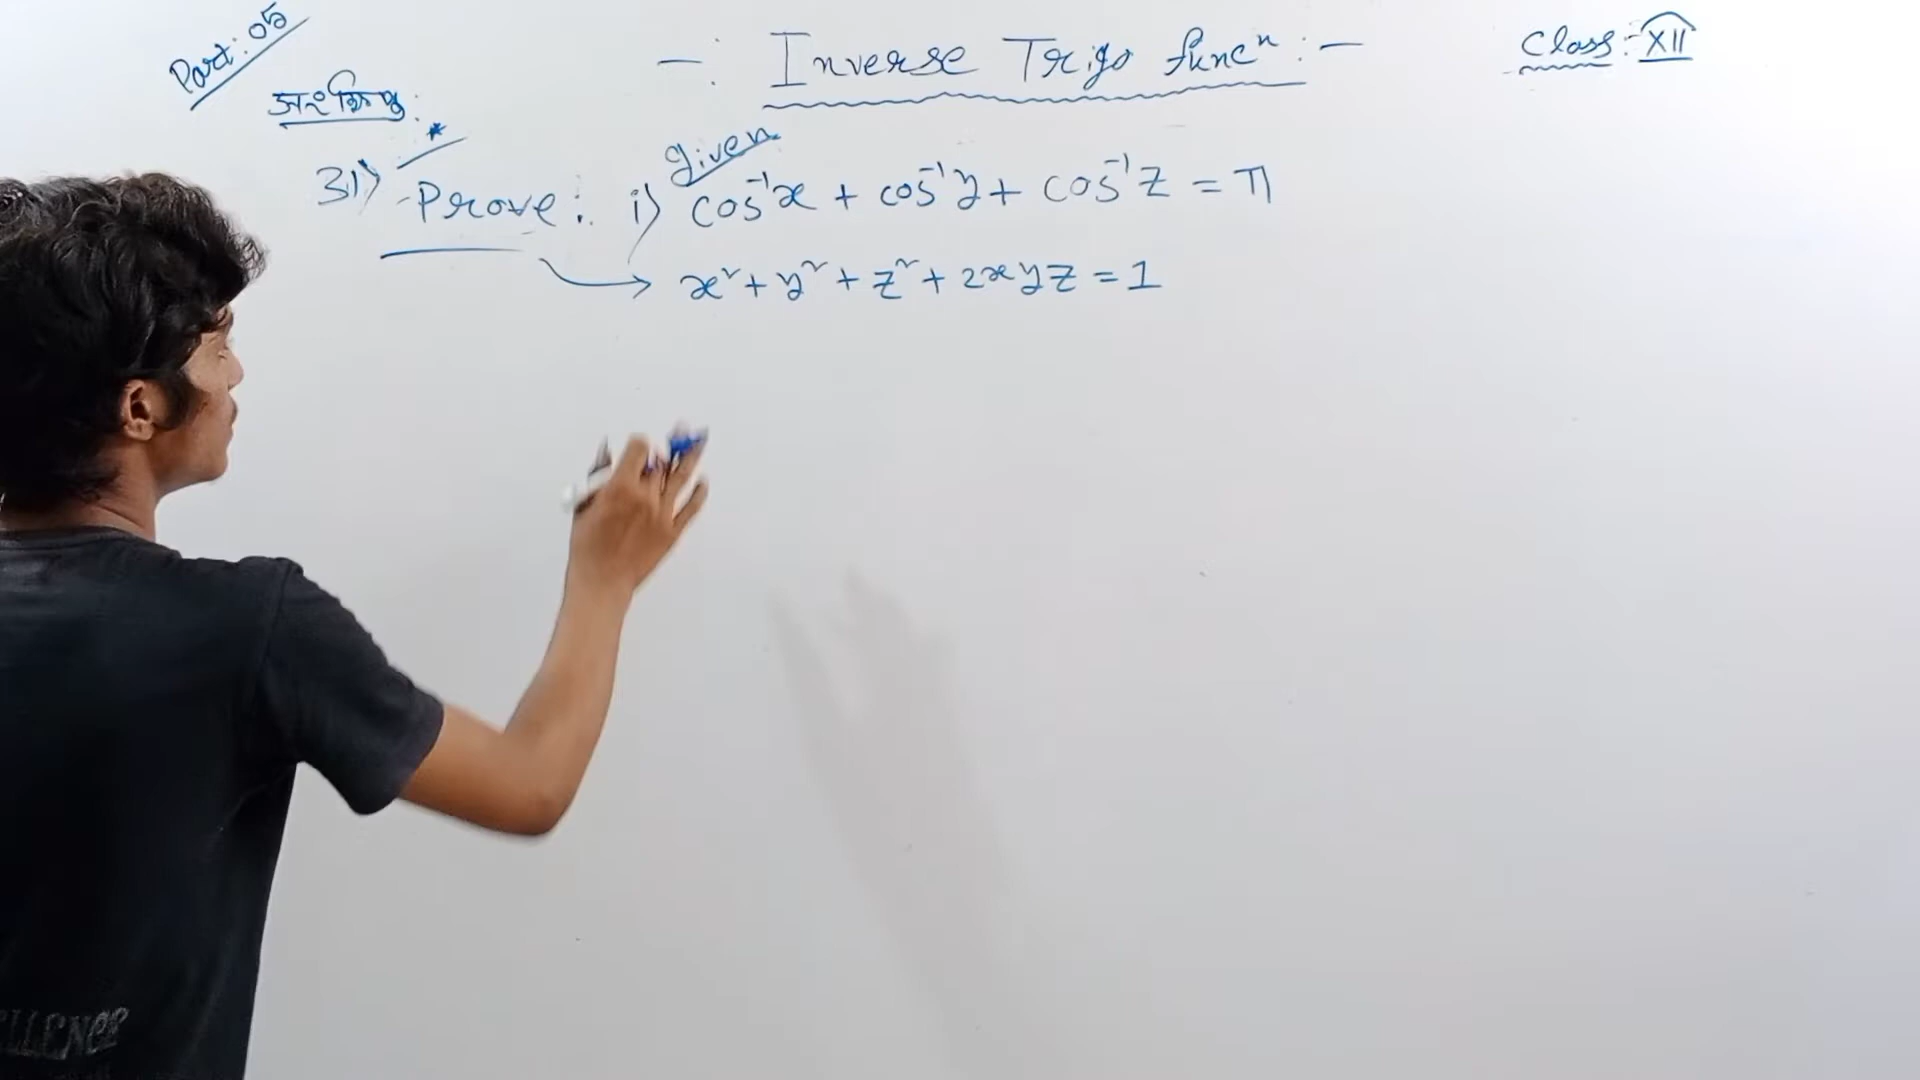 Part: 05
-: Inverse Trigo funcⁿ :-
Class:- XII
31) Prove: i) given cos⁻¹x + cos⁻¹y + cos⁻¹z = π
→ x² + y² + z² + 2xyz = 1